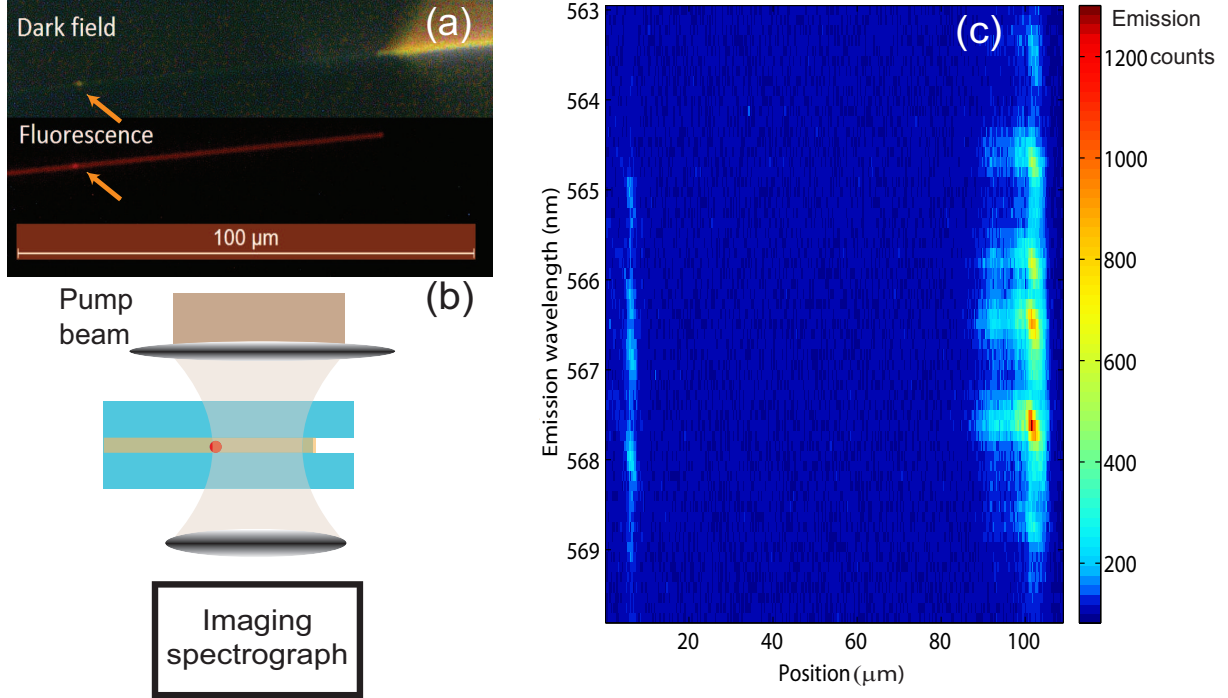 Dark field
(a)
Fluorescence
100 µm
(b)
Pump
beam
Imaging
spectrograph
(c)
563
564
565
566
567
568
569
Emission wavelength (nm)
20
40
60
80
100
Position (µm)
Emission
counts
1200
1000
800
600
400
200